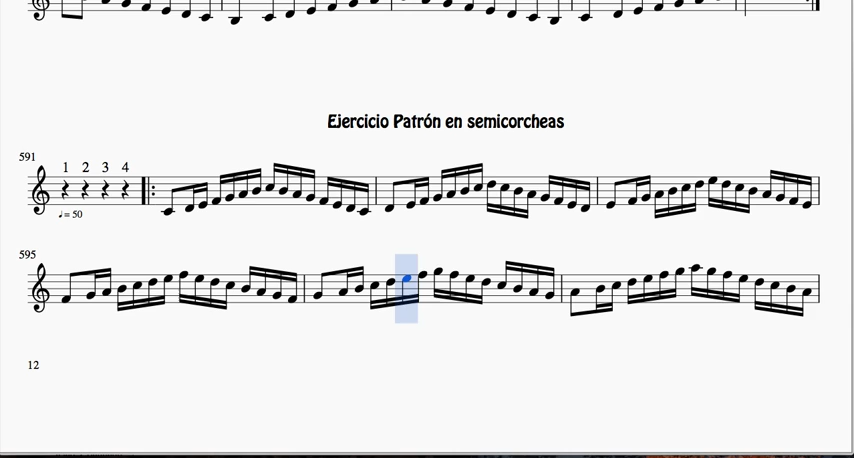 Ejercicio Patrón en semicorcheas
591
1 2 3 4
♩ = 50
595
12